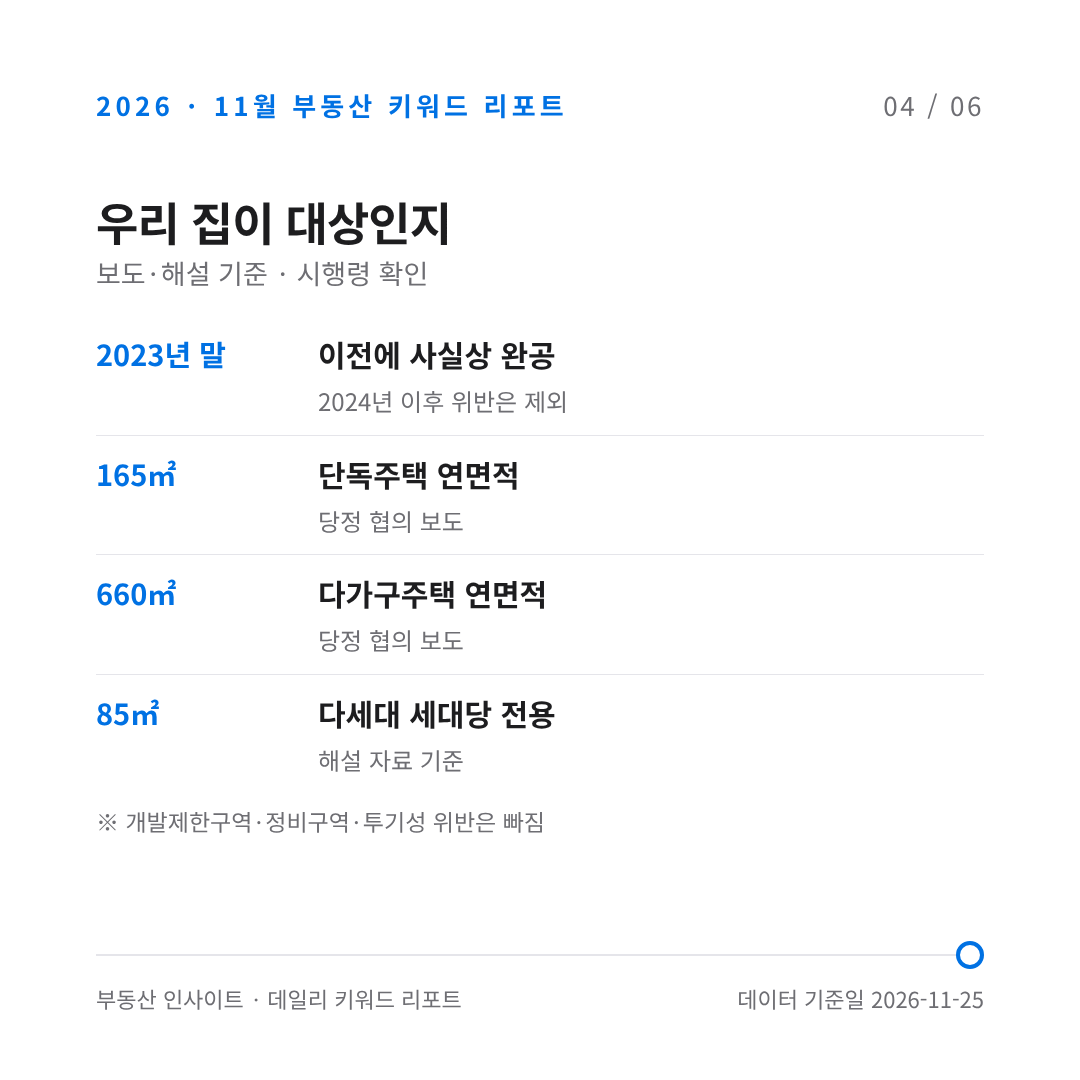 2026 · 11월 부동산 키워드 리포트
04 / 06
우리 집이 대상인지
보도·해설 기준 · 시행령 확인
2023년 말
이전에 사실상 완공
2024년 이후 위반은 제외
165㎡
단독주택 연면적
당정 협의 보도
660㎡
다가구주택 연면적
당정 협의 보도
85㎡
다세대 세대당 전용
해설 자료 기준
※ 개발제한구역·정비구역·투기성 위반은 빠짐
부동산 인사이트 · 데일리 키워드 리포트
데이터 기준일 2026-11-25